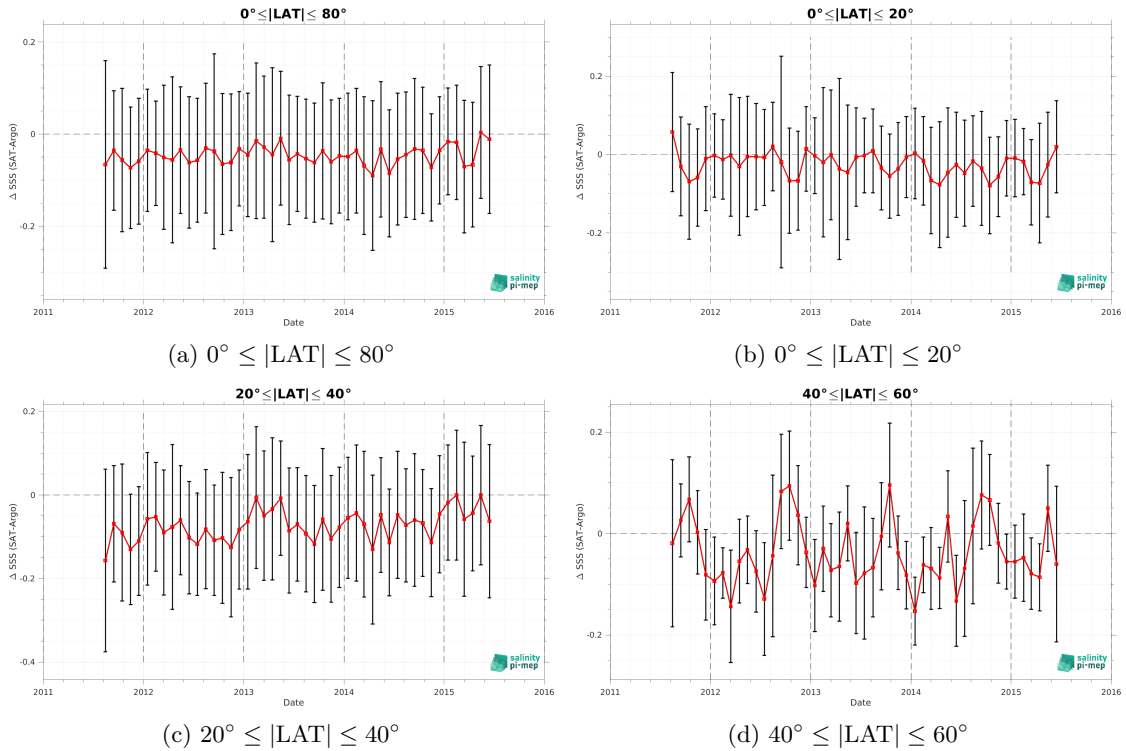 0°≤|LAT|≤ 80°
Δ SSS (SAT-Argo)
0.2
0
-0.2
2011 2012 2013 2014 2015 2016
Date
salinity
pi-mep
(a) 0° ≤ |LAT| ≤ 80°
0°≤|LAT|≤ 20°
Δ SSS (SAT-Argo)
0.2
0
-0.2
2011 2012 2013 2014 2015 2016
Date
salinity
pi-mep
(b) 0° ≤ |LAT| ≤ 20°
20°≤|LAT|≤ 40°
Δ SSS (SAT-Argo)
0.2
0
-0.2
-0.4
2011 2012 2013 2014 2015 2016
Date
salinity
pi-mep
(c) 20° ≤ |LAT| ≤ 40°
40°≤|LAT|≤ 60°
Δ SSS (SAT-Argo)
0.2
0
-0.2
2011 2012 2013 2014 2015 2016
Date
salinity
pi-mep
(d) 40° ≤ |LAT| ≤ 60°